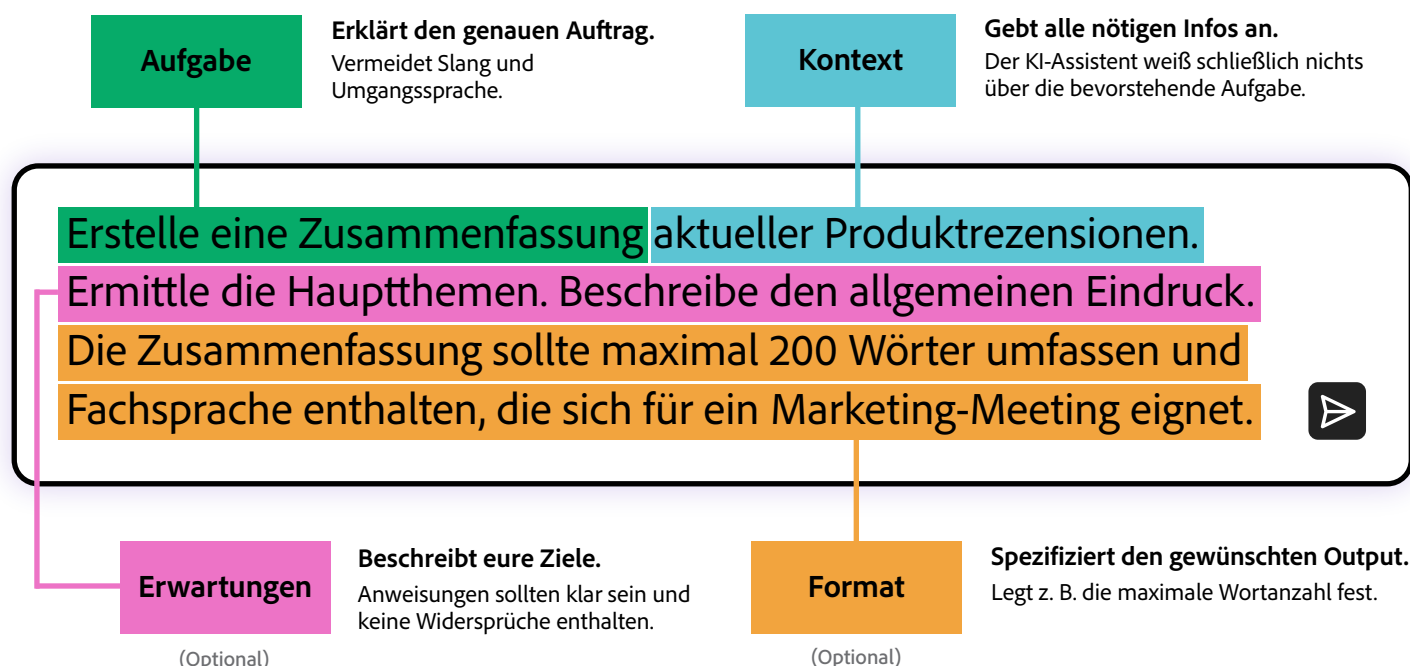 Aufgabe
Erklärt den genauen Auftrag.
Vermeidet Slang und
Umgangssprache.
Kontext
Gebt alle nötigen Infos an.
Der KI-Assistent weiß schließlich nichts
über die bevorstehende Aufgabe.
Erstelle eine Zusammenfassung aktueller Produktrezensionen.
Ermittle die Hauptthemen. Beschreibe den allgemeinen Eindruck.
Die Zusammenfassung sollte maximal 200 Wörter umfassen und
Fachsprache enthalten, die sich für ein Marketing-Meeting eignet.
Erwartungen
(Optional)
Beschreibt eure Ziele.
Anweisungen sollten klar sein und
keine Widersprüche enthalten.
Format
(Optional)
Spezifiziert den gewünschten Output.
Legt z. B. die maximale Wortanzahl fest.